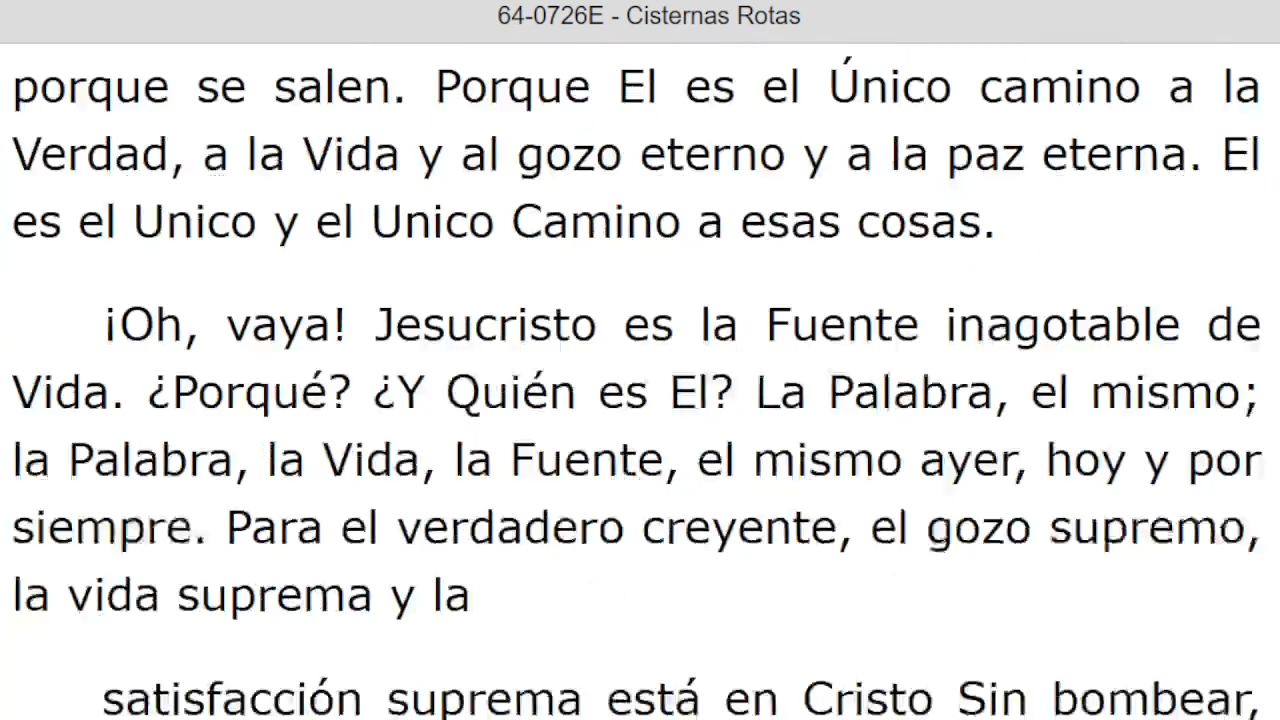 64-0726E - Cisternas Rotas
porque se salen. Porque El es el Único camino a la
Verdad, a la Vida y al gozo eterno y a la paz eterna. El
es el Unico y el Unico Camino a esas cosas.
¡Oh, vaya! Jesucristo es la Fuente inagotable de
Vida. ¿Porqué? ¿Y Quién es El? La Palabra, el mismo;
la Palabra, la Vida, la Fuente, el mismo ayer, hoy y por
siempre. Para el verdadero creyente, el gozo supremo,
la vida suprema y la
satisfacción suprema está en Cristo Sin bombear,